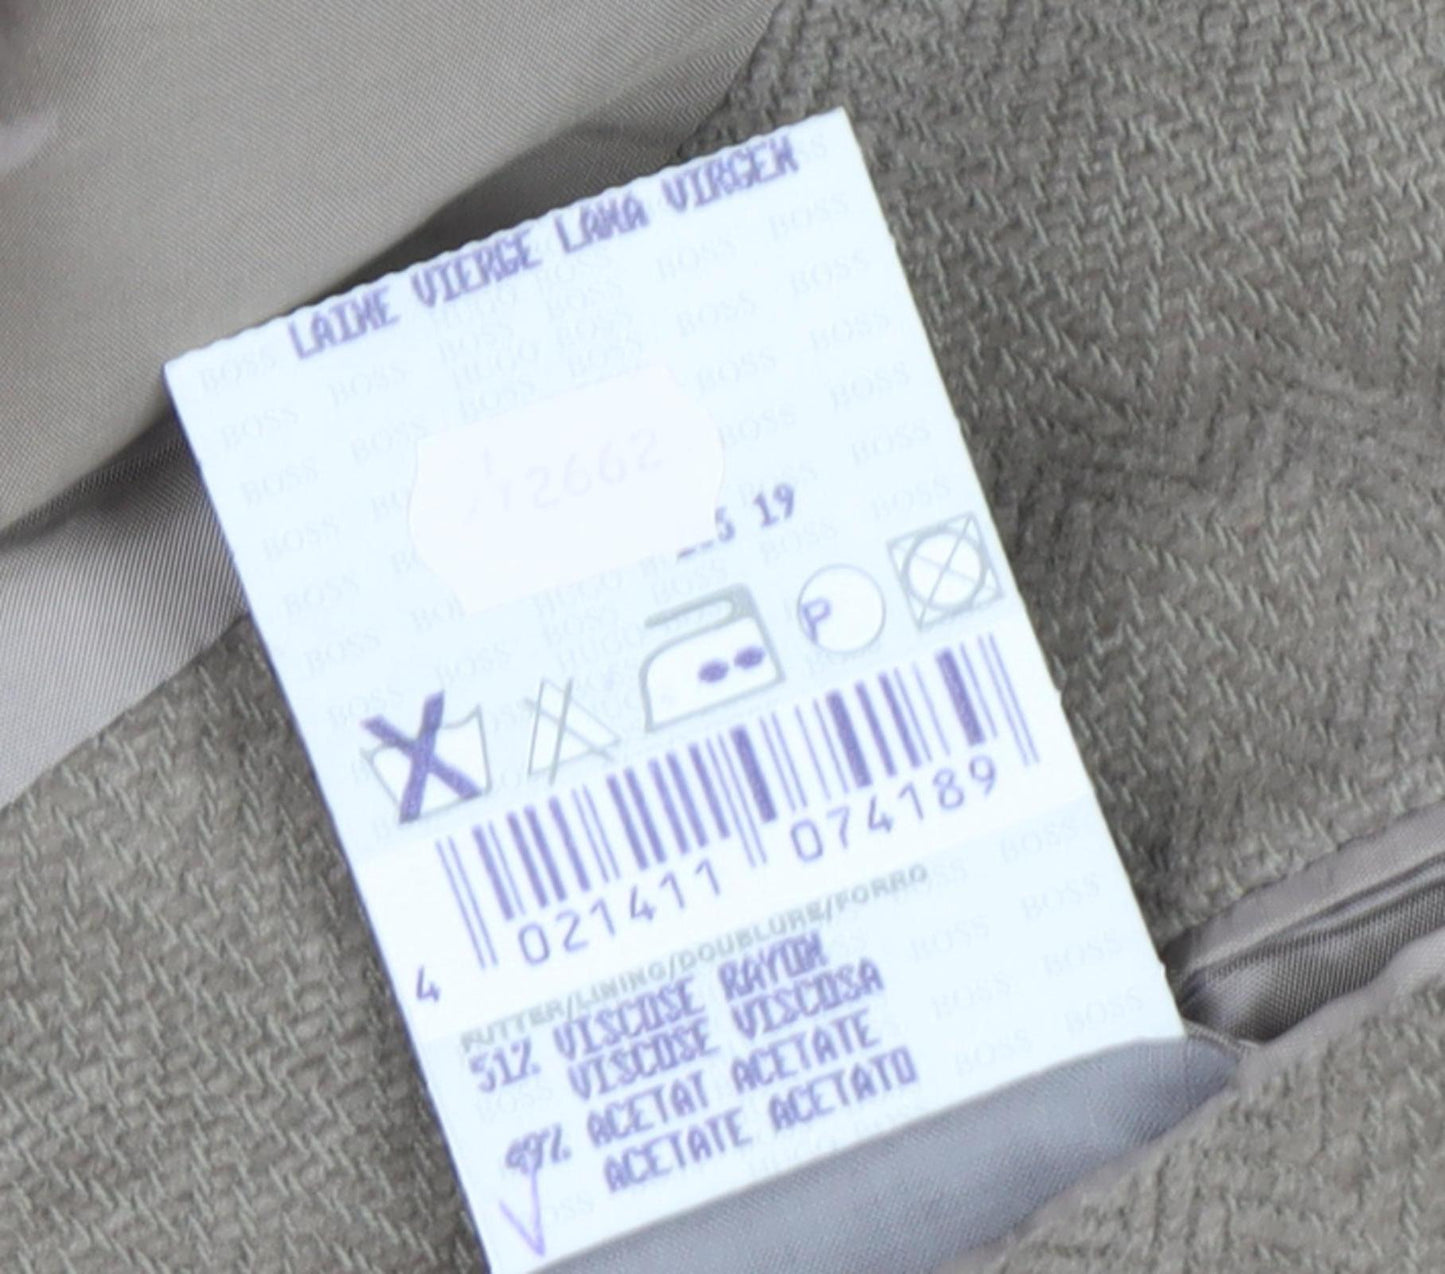 LAINE VIERGE LANA VIRGEN
12662
19
P
4 021411 074189
FUTTER/LINING/DOUBLURE/FORRO
51% VISCOSE RAYON
VISCOSE VISCOSA
49% ACETAT ACETATE
ACETATE ACETATO